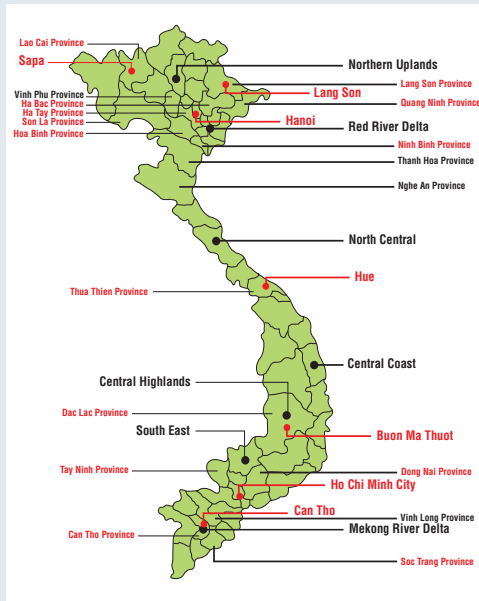 Lao Cai Province
Sapa
Northern Uplands
Lang Son Province
Vinh Phu Province
Lang Son
Ha Bac Province
Quang Ninh Province
Ha Tay Province
Son La Province
Hanoi
Hoa Binh Province
Red River Delta
Ninh Binh Province
Thanh Hoa Province
Nghe An Province
North Central
Hue
Thua Thien Province
Central Coast
Central Highlands
Dac Lac Province
South East
Buon Ma Thuot
Tay Ninh Province
Dong Nai Province
Ho Chi Minh City
Can Tho
Vinh Long Province
Mekong River Delta
Can Tho Province
Soc Trang Province